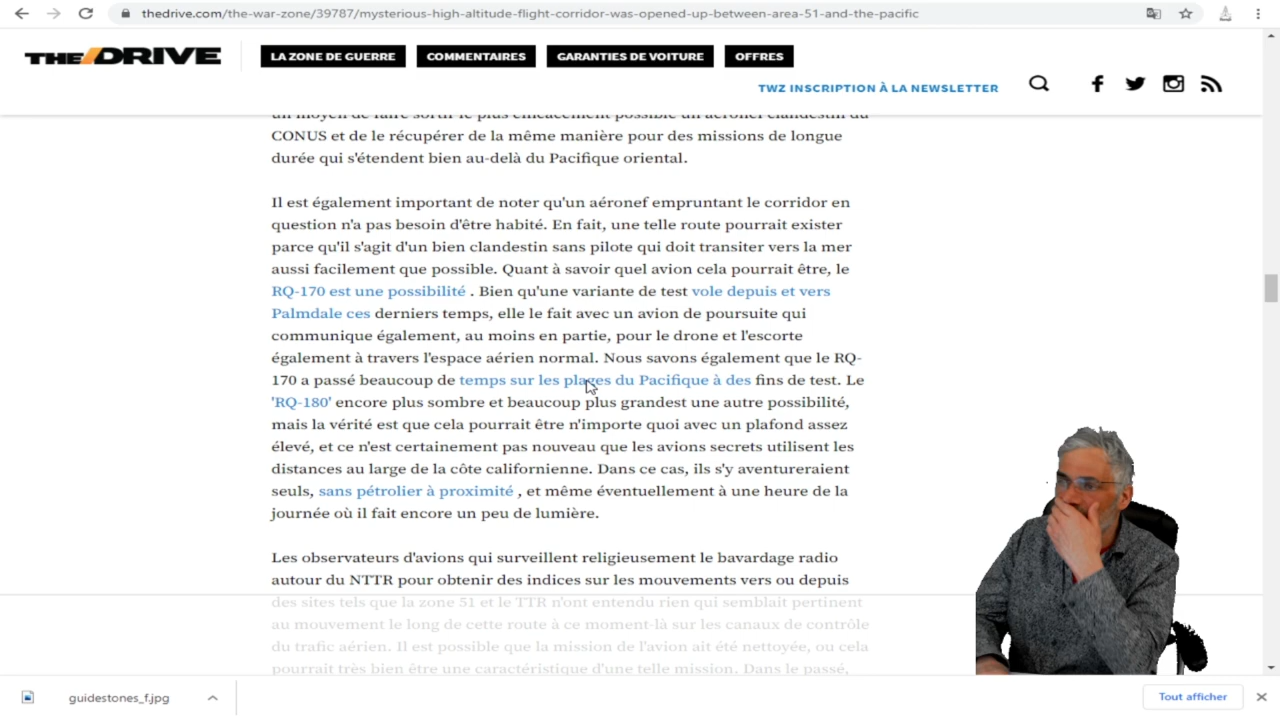 thedrive.com/the-war-zone/39787/mysterious-high-altitude-flight-corridor-was-opened-up-between-area-51-and-the-pacific
THE/DRIVE
LA ZONE DE GUERRE
COMMENTAIRES
GARANTIES DE VOITURE
OFFRES
TWZ INSCRIPTION À LA NEWSLETTER
un moyen de faire sortir le plus efficacement possible un aéronef clandestin du
CONUS et de le récupérer de la même manière pour des missions de longue
durée qui s'étendent bien au-delà du Pacifique oriental.
Il est également important de noter qu'un aéronef empruntant le corridor en
question n'a pas besoin d'être habité. En fait, une telle route pourrait exister
parce qu'il s'agit d'un bien clandestin sans pilote qui doit transiter vers la mer
aussi facilement que possible. Quant à savoir quel avion cela pourrait être, le
RQ-170 est une possibilité . Bien qu'une variante de test vole depuis et vers
Palmdale ces derniers temps, elle le fait avec un avion de poursuite qui
communique également, au moins en partie, pour le drone et l'escorte
également à travers l'espace aérien normal. Nous savons également que le RQ-
170 a passé beaucoup de temps sur les plages du Pacifique à des fins de test. Le
'RQ-180' encore plus sombre et beaucoup plus grandest une autre possibilité,
mais la vérité est que cela pourrait être n'importe quoi avec un plafond assez
élevé, et ce n'est certainement pas nouveau que les avions secrets utilisent les
distances au large de la côte californienne. Dans ce cas, ils s'y aventureraient
seuls, sans pétrolier à proximité , et même éventuellement à une heure de la
journée où il fait encore un peu de lumière.
Les observateurs d'avions qui surveillent religieusement le bavardage radio
autour du NTTR pour obtenir des indices sur les mouvements vers ou depuis
des sites tels que la zone 51 et le TTR n'ont entendu rien qui semblait pertinent
au mouvement le long de cette route à ce moment-là sur les canaux de contrôle
du trafic aérien. Il est possible que la mission de l'avion ait été nettoyée, ou cela
pourrait très bien être une caractéristique d'une telle mission. Dans le passé,
guidestones_f.jpg
Tout afficher